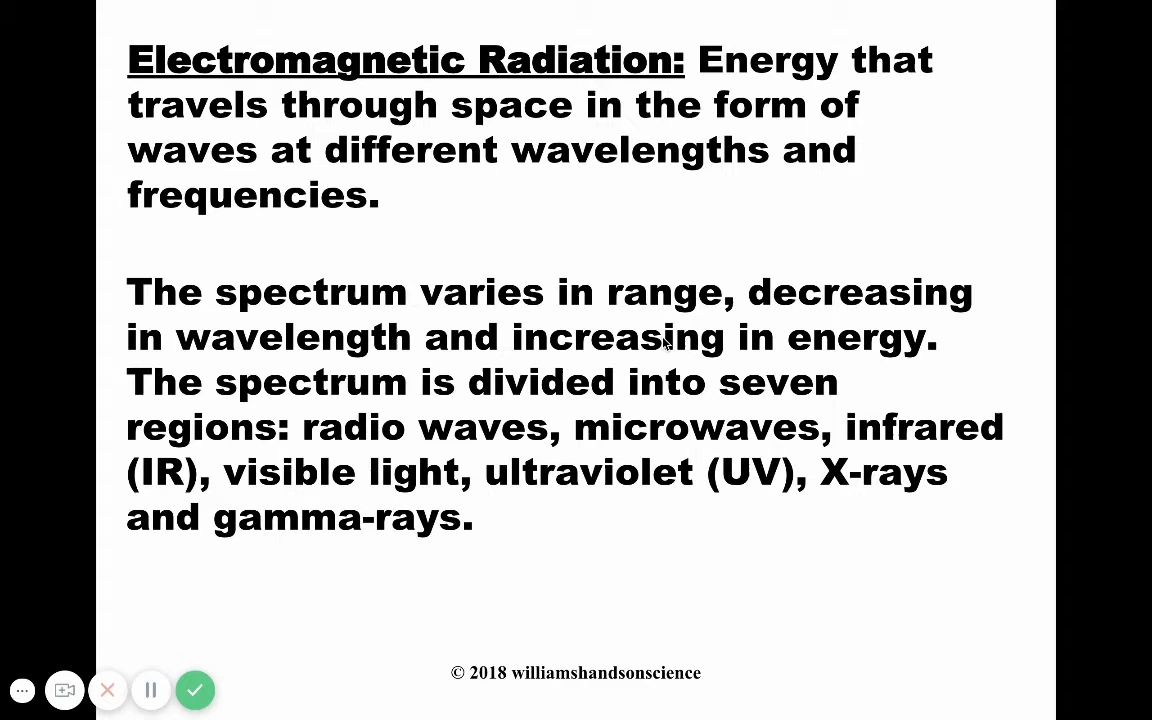 Electromagnetic Radiation: Energy that
travels through space in the form of
waves at different wavelengths and
frequencies.
The spectrum varies in range, decreasing
in wavelength and increasing in energy.
The spectrum is divided into seven
regions: radio waves, microwaves, infrared
(IR), visible light, ultraviolet (UV), X-rays
and gamma-rays.
© 2018 williamshandsonscience